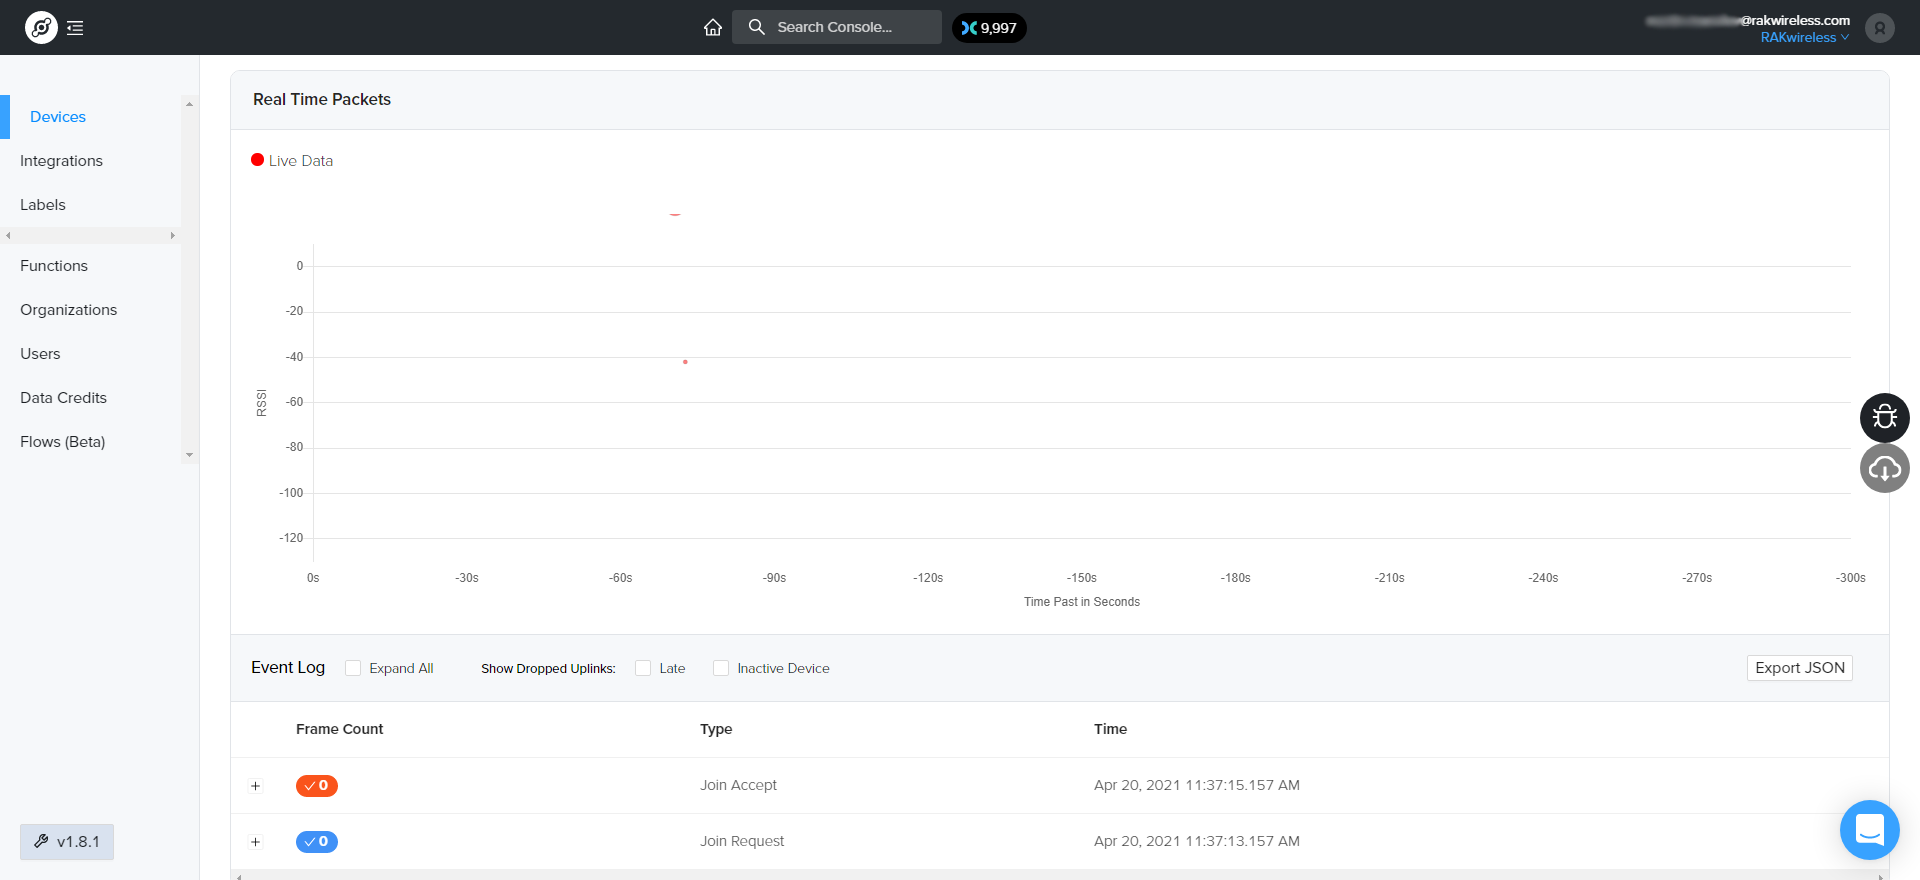 Search Console...
9,997
@rakwireless.com
RAKwireless
Devices
Integrations
Labels
Functions
Organizations
Users
Data Credits
Flows (Beta)
v1.8.1
Real Time Packets
Live Data
0
-20
-40
-60
-80
-100
-120
RSSI
0s -30s -60s -90s -120s -150s -180s -210s -240s -270s -300s
Time Past in Seconds
Event Log Expand All Show Dropped Uplinks: Late Inactive Device Export JSON
Frame Count Type Time
0 Join Accept Apr 20, 2021 11:37:15.157 AM
0 Join Request Apr 20, 2021 11:37:13.157 AM